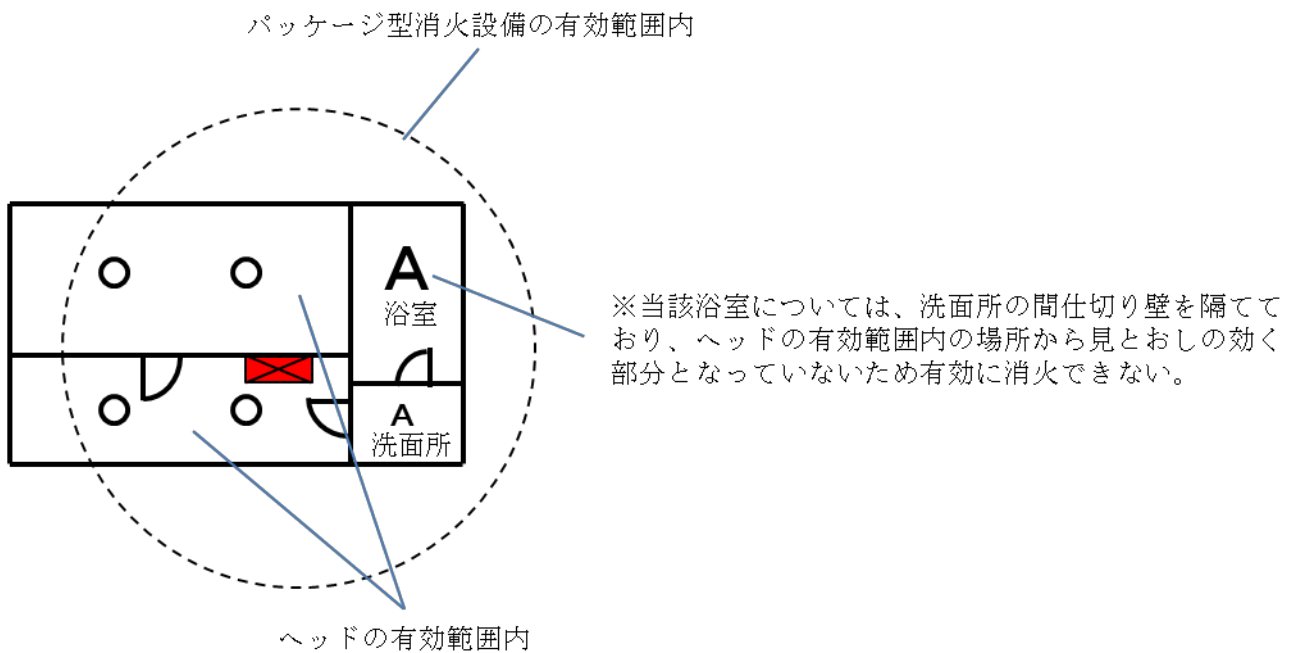 パッケージ型消火設備の有効範囲内
A
浴室
※当該浴室については、洗面所の間仕切り壁を隔てて
おり、ヘッドの有効範囲内の場所から見とおしの効く
部分となっていないため有効に消火できない。
A
洗面所
ヘッドの有効範囲内